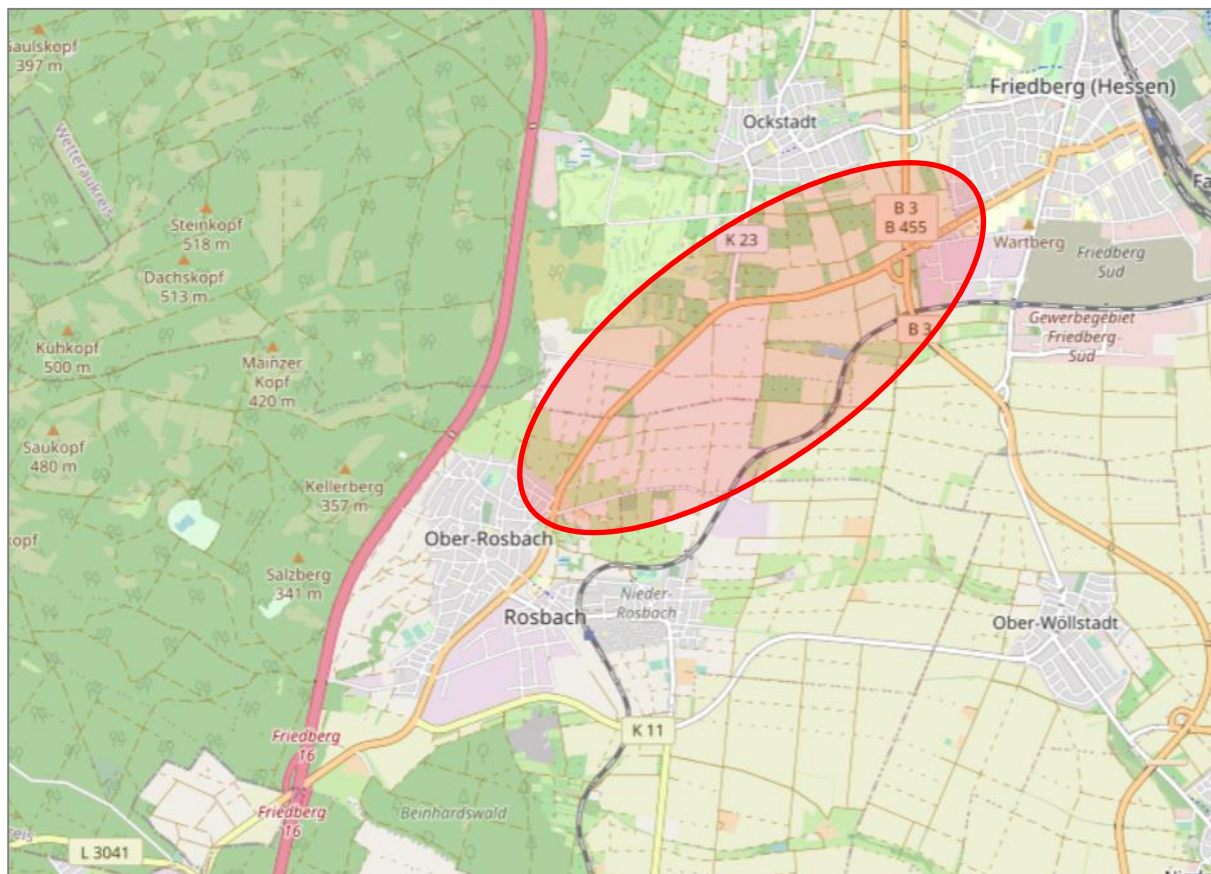 Gaulskopf
397 m
Wetteraukreis
Steinkopf
518 m
Dachskopf
513 m
Kuhkopf
500 m
Mainzer
Kopf
420 m
Saukopf
480 m
Kellerberg
357 m
Salzberg
341 m
Ockstadt
Friedberg (Hessen)
B 3
B 455
K 23
Wartberg
Friedberg
Süd
B 3
Gewerbegebiet
Friedberg
Süd
Ober-Rosbach
Rosbach
Nieder-
Rosbach
Ober-Wöllstadt
K 11
Friedberg
16
Friedberg
16
Beinhardswald
L 3041